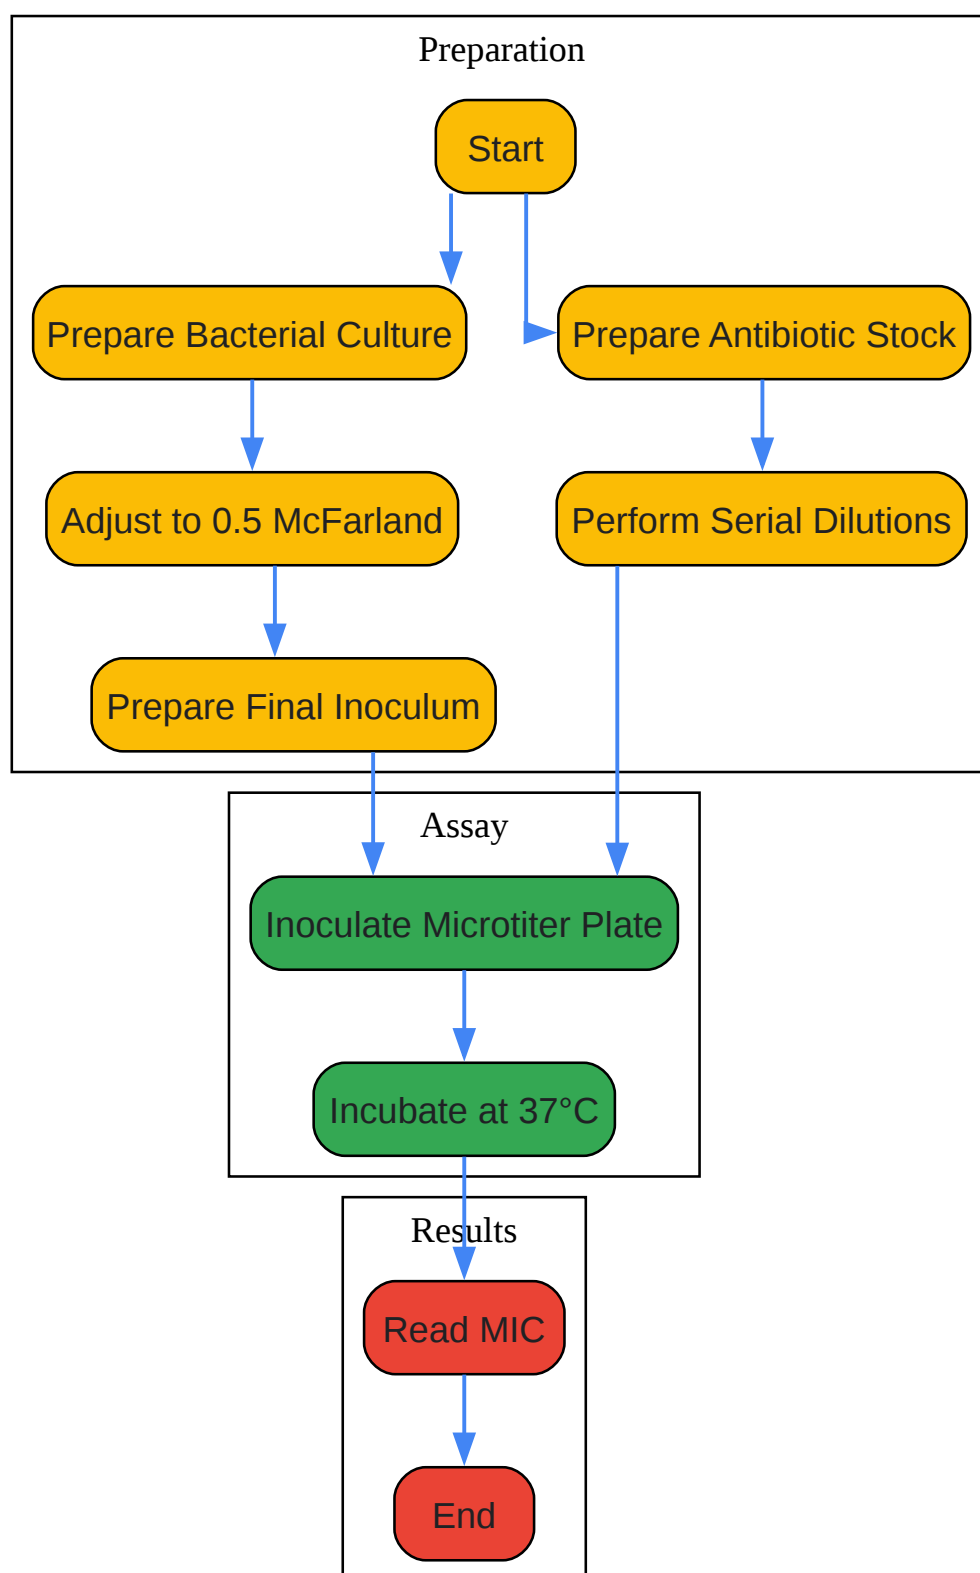 Preparation
Start
Prepare Bacterial Culture
Prepare Antibiotic Stock
Adjust to 0.5 McFarland
Perform Serial Dilutions
Prepare Final Inoculum
Assay
Inoculate Microtiter Plate
Incubate at 37°C
Results
Read MIC
End